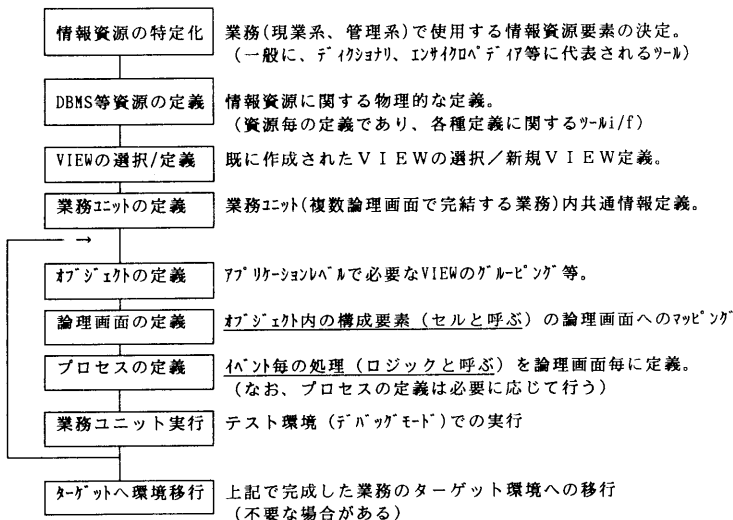 情報資源の特定化 業務(現業系、管理系)で使用する情報資源要素の決定。
(一般に、ﾃﾞｨｸｼｮﾅﾘ、ｴﾝｻｲｸﾛﾍﾟﾃﾞｨｱ等に代表されるﾂｰﾙ)
DBMS等資源の定義 情報資源に関する物理的な定義。
(資源毎の定義であり、各種定義に関するﾂｰﾙi/f)
VIEWの選択/定義 既に作成されたＶＩＥＷの選択／新規ＶＩＥＷ定義。
業務ﾕﾆｯﾄの定義 業務ﾕﾆｯﾄ(複数論理画面で完結する業務)内共通情報定義。
→
ｵﾌﾞｼﾞｪｸﾄの定義 ｱﾌﾟﾘｹｰｼｮﾝﾚﾍﾞﾙで必要なVIEWのｸﾞﾙｰﾋﾟﾝｸﾞ等。
論理画面の定義 ｵﾌﾞｼﾞｪｸﾄ内の構成要素（セルと呼ぶ）の論理画面へのﾏｯﾋﾟﾝｸﾞ
プロセスの定義 ｲﾍﾞﾝﾄ毎の処理（ロジックと呼ぶ）を論理画面毎に定義。
(なお、プロセスの定義は必要に応じて行う)
業務ユニット実行 テスト環境（ﾃﾞﾊﾞｯｸﾞﾓｰﾄﾞ）での実行
ﾀｰｹﾞｯﾄへ環境移行 上記で完成した業務のターゲット環境への移行
(不要な場合がある)